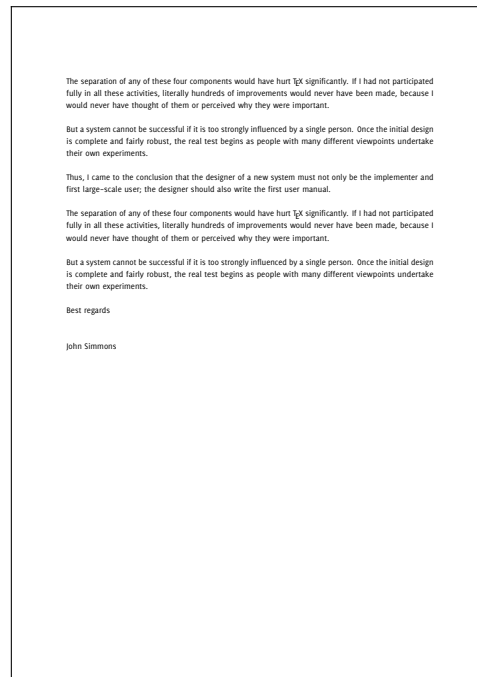 The separation of any of these four components would have hurt TEX significantly. If I had not participated
fully in all these activities, literally hundreds of improvements would never have been made, because I
would never have thought of them or perceived why they were important.
But a system cannot be successful if it is too strongly influenced by a single person. Once the initial design
is complete and fairly robust, the real test begins as people with many different viewpoints undertake
their own experiments.
Thus, I came to the conclusion that the designer of a new system must not only be the implementer and
first large-scale user; the designer should also write the first user manual.
The separation of any of these four components would have hurt TEX significantly. If I had not participated
fully in all these activities, literally hundreds of improvements would never have been made, because I
would never have thought of them or perceived why they were important.
But a system cannot be successful if it is too strongly influenced by a single person. Once the initial design
is complete and fairly robust, the real test begins as people with many different viewpoints undertake
their own experiments.
Best regards
John Simmons